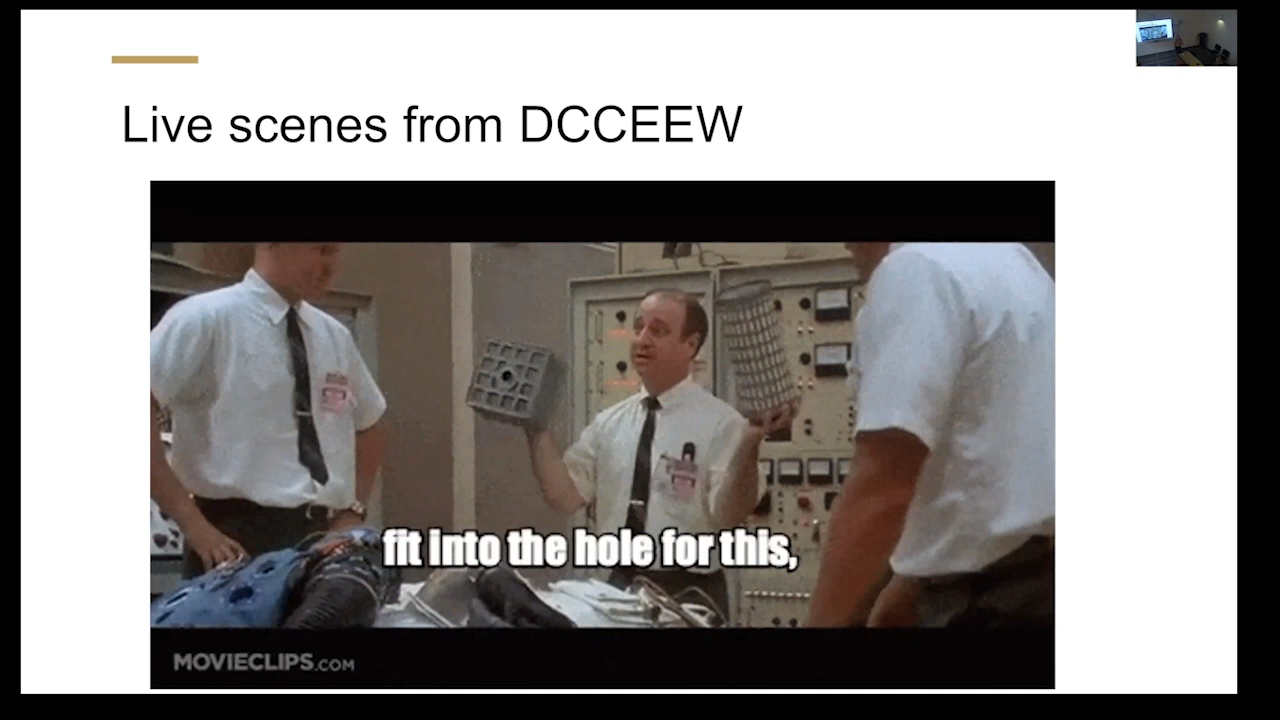 Live scenes from DCCEEW
fit into the hole for this,
MOVIECLIPS.COM